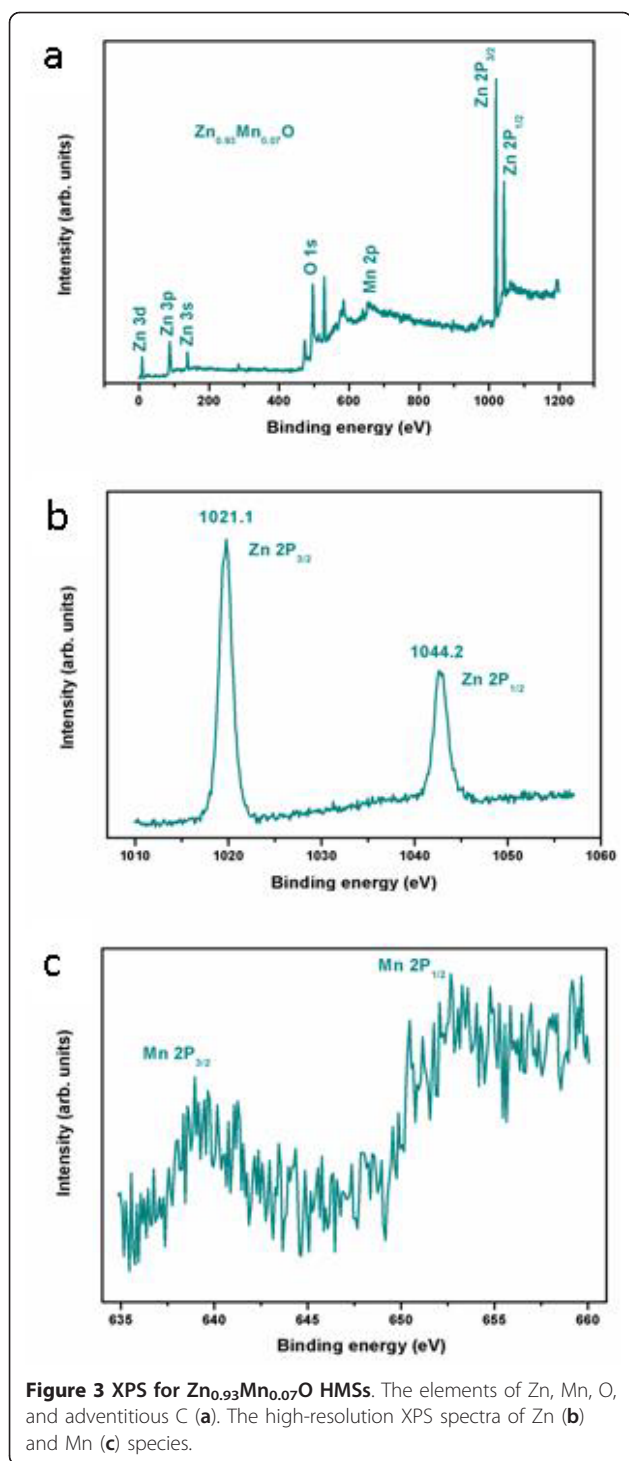 a
Zn₀.₉₃Mn₀.₀₇O
Intensity (arb. units)
Zn 3d
Zn 3p
Zn 3s
O 1s
Mn 2p
Zn 2P₃/₂
Zn 2P₁/₂
0 200 400 600 800 1000 1200
Binding energy (eV)
b
1021.1
Zn 2P₃/₂
1044.2
Zn 2P₁/₂
Intensity (arb. units)
1010 1020 1030 1040 1050 1060
Binding energy (eV)
c
Mn 2P₁/₂
Mn 2P₃/₂
Intensity (arb. units)
635 640 645 650 655 660
Binding energy (eV)
Figure 3 XPS for Zn₀.₉₃Mn₀.₀₇O HMSs. The elements of Zn, Mn, O,
and adventitious C (a). The high-resolution XPS spectra of Zn (b)
and Mn (c) species.